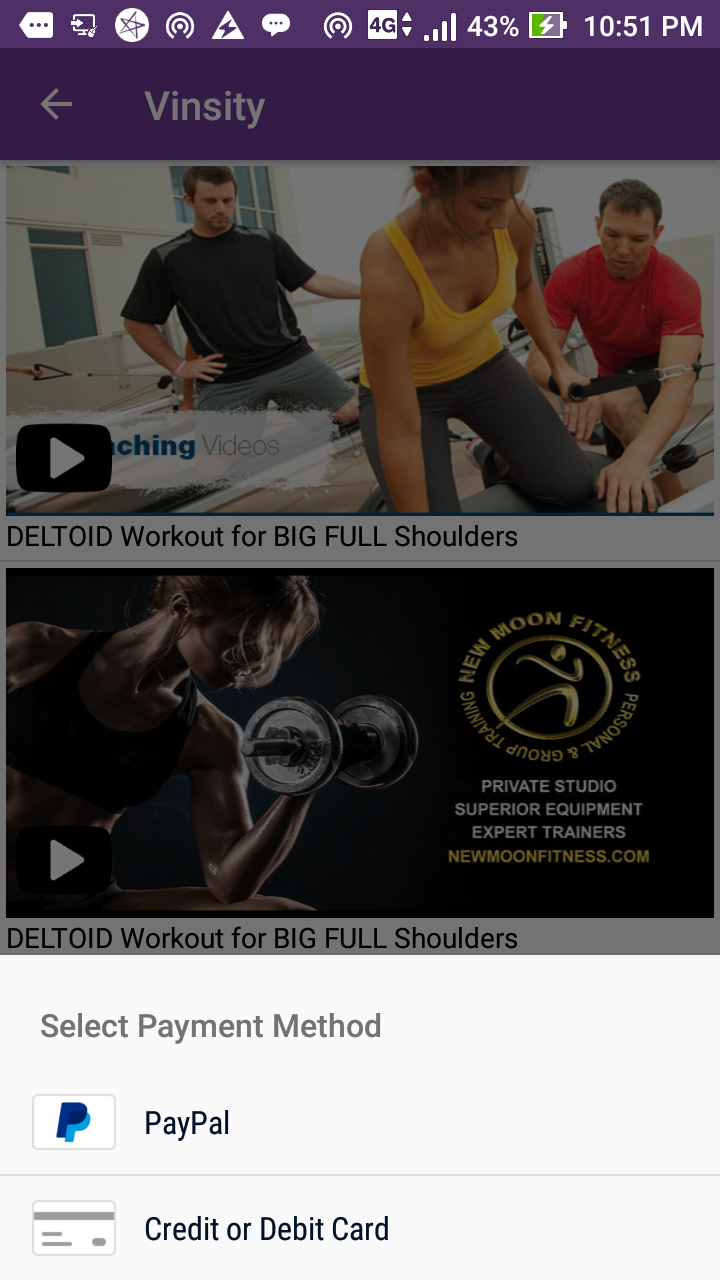 4G 43% 10:51 PM
Vinsity
aching Videos
DELTOID Workout for BIG FULL Shoulders
NEW MOON FITNESS
PERSONAL & GROUP TRAINING
PRIVATE STUDIO
SUPERIOR EQUIPMENT
EXPERT TRAINERS
NEWMOONFITNESS.COM
DELTOID Workout for BIG FULL Shoulders
Select Payment Method
PayPal
Credit or Debit Card